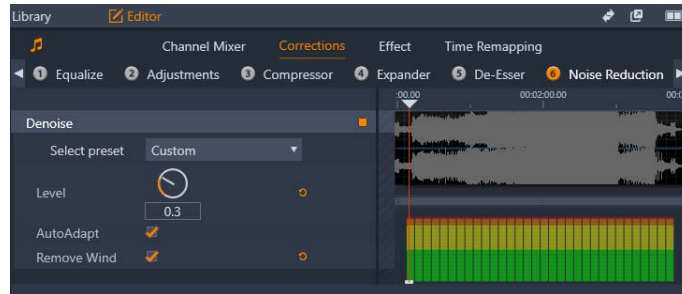 Library Editor
Channel Mixer Corrections Effect Time Remapping
1 Equalize 2 Adjustments 3 Compressor 4 Expander 5 De-Esser 6 Noise Reduction
:00.00 00:02:00.00 00:0
Denoise
Select preset Custom
Level
0.3
AutoAdapt
Remove Wind